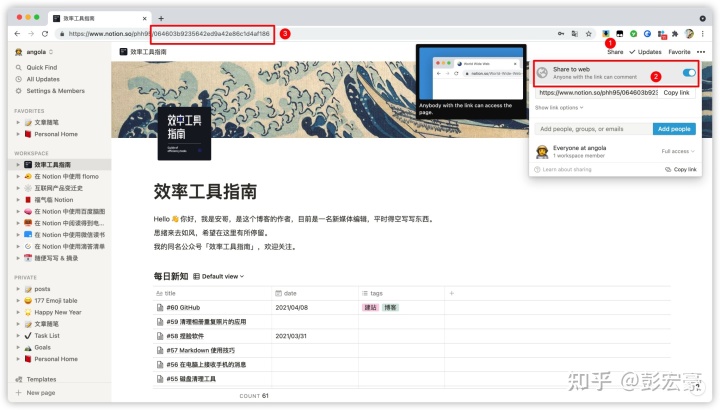 效率工具指南
https://www.notion.so/phh95/064603b9235642ed9a42e86c1d4af186
3
angola
效率工具指南
1
Share
Updates
Favorite
Quick Find
All Updates
Settings & Members
FAVORITES
文章随笔
Personal Home
WORKSPACE
效率工具指南
在 Notion 中使用 flomo
互联网产品变迁史
福气临 Notion
在 Notion 中使用百度脑图
在 Notion 中阅读得到电...
在 Notion 中使用微信读书
在 Notion 中使用滴答清单
随便写写 & 摘录
PRIVATE
posts
177 Emoji table
Happy New Year
文章随笔
Task List
Goals
Personal Home
Templates
New page
Anybody with the link can access the
page.
Share to web
Anyone with the link can comment
2
https://www.notion.so/phh95/064603b923
Copy link
Show link options
Add people, groups, or emails
Add people
Everyone at angola
1 workspace member
Full access
Learn about sharing
Copy link
效率工具
指南
效率工具指南
Hello 👋 你好，我是安哥，是这个博客的作者，目前是一名新媒体编辑，平时得空写写东西。
思绪来去如风，希望在这里有所停留。
我的同名公众号「效率工具指南」，欢迎关注。
每日新知
Default view
title
date
tags
#60 GitHub
2021/04/08
建站
博客
#59 清理相册重复照片的应用
#58 捏脸软件
2021/03/31
#57 Markdown 使用技巧
#56 在电脑上接收手机的消息
#55 磁盘清理工具
COUNT 61
知乎 @彭宏豪